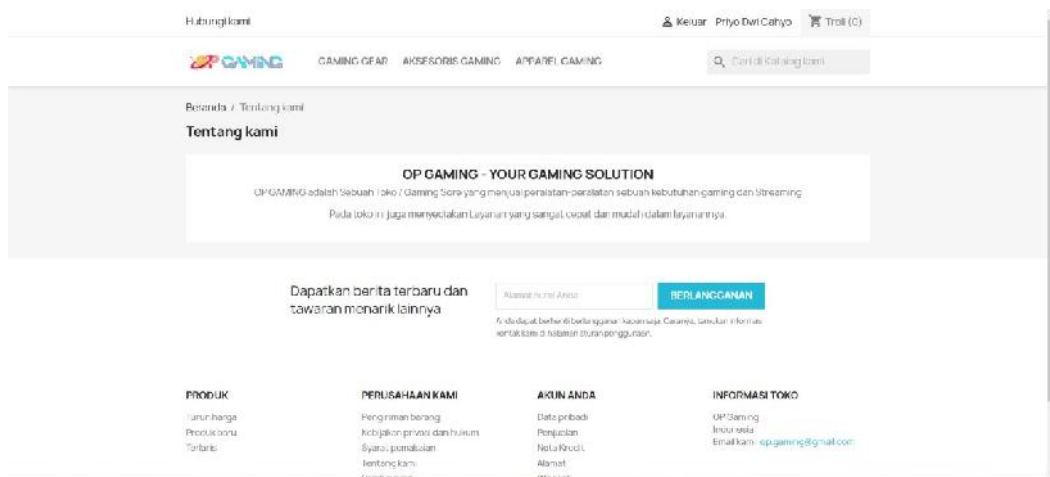 Hubungi kami
Keluar Priyo Dwi Cahyo Troli (0)
OP GAMING
GAMING GEAR AKSESORIS GAMING APPAREL GAMING
Cari di Katalog kami
Beranda / Tentang kami
Tentang kami
OP GAMING - YOUR GAMING SOLUTION
OP GAMING adalah Sebuah Toko / Gaming Sore yang menjual peralatan-peralatan sebuah kebutuhan gaming dan Streaming
Pada toko ini juga menyediakan Layanan yang sangat cepat dan mudah dalam layanannya.
Dapatkan berita terbaru dan
tawaran menarik lainnya
Alamat Anda
BERLANGGANAN
Anda dapat berhenti berlangganan kapan saja. Caranya, temukan informasi
kontak kami di halaman aturan penggunaan.
PRODUK
Turun harga
Produk baru
Terlaris
PERUSAHAAN KAMI
Pengiriman barang
Kebijakan privasi dan hukum
Syarat pemakaian
Tentang kami
AKUN ANDA
Data pribadi
Penjualan
Nota Kredit
Alamat
INFORMASI TOKO
OP Gaming
Indonesia
Email kami: op.gaming@gmail.com